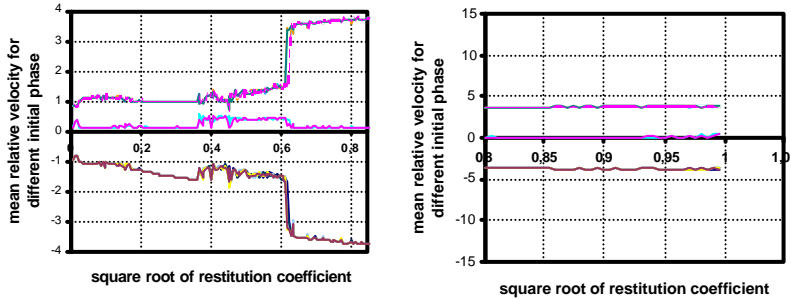 mean relative velocity for
different initial phase
4
3
2
1
0
-1
-2
-3
-4
0 0.2 0.4 0.6 0.8
square root of restitution coefficient
mean relative velocity for
different initial phase
15
10
5
0
-5
-10
-15
0.8 0.85 0.9 0.95 1 1.0
square root of restitution coefficient